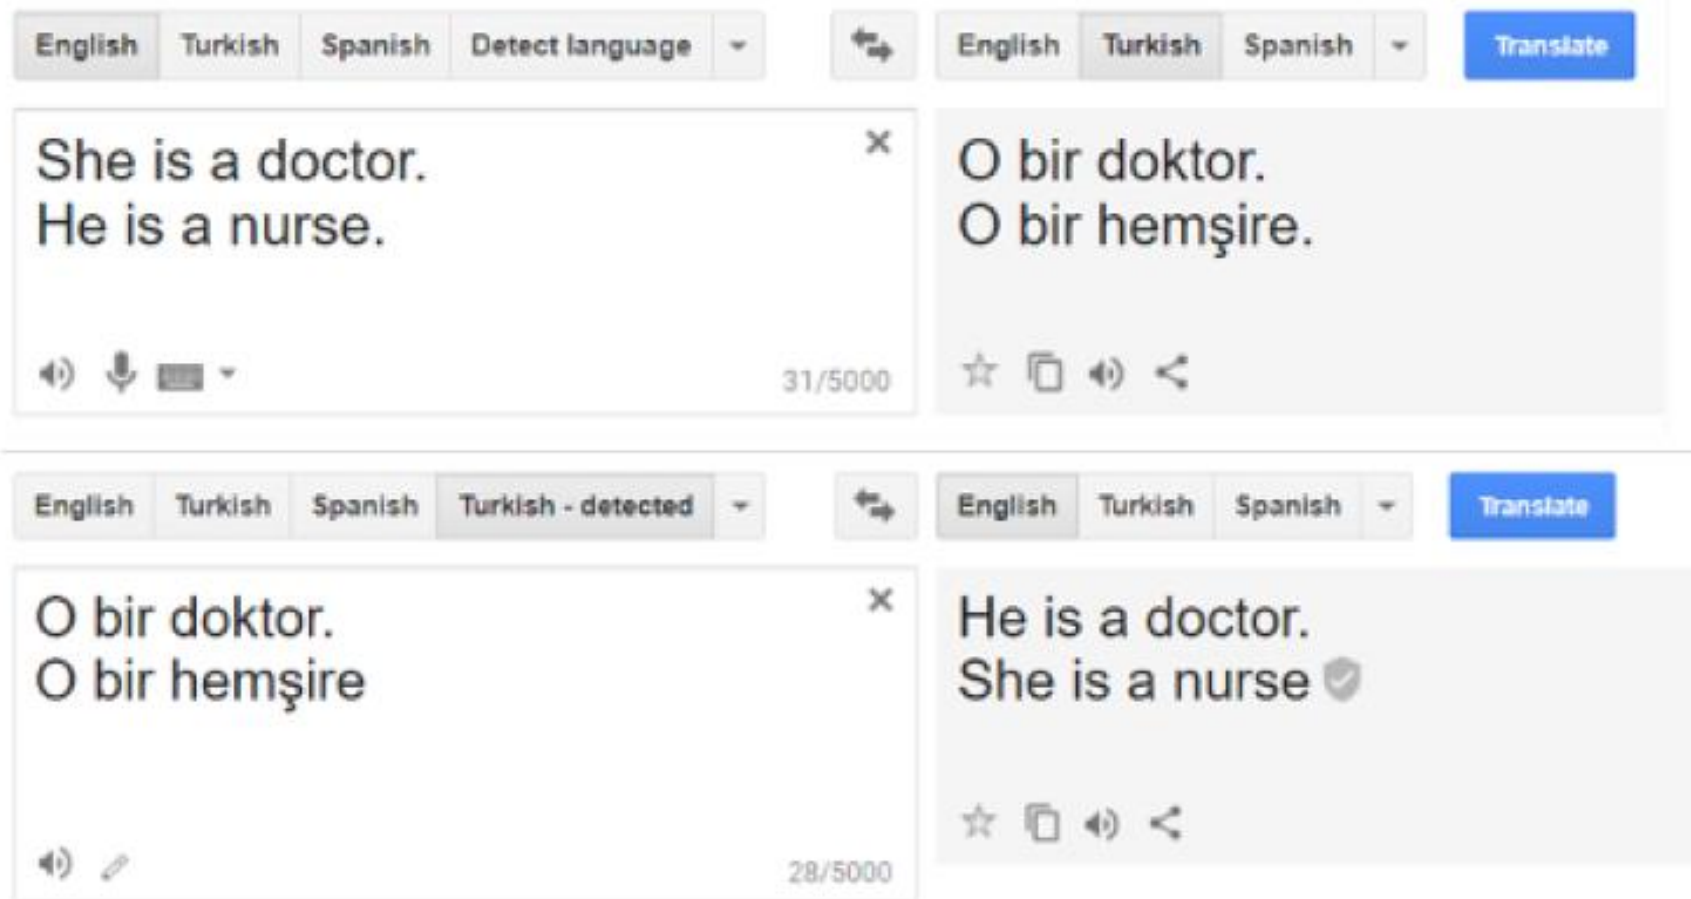 English Turkish Spanish Detect language English Turkish Spanish Translate
She is a doctor.
He is a nurse.
31/5000
O bir doktor.
O bir hemşire.
English Turkish Spanish Turkish - detected English Turkish Spanish Translate
O bir doktor.
O bir hemşire
28/5000
He is a doctor.
She is a nurse